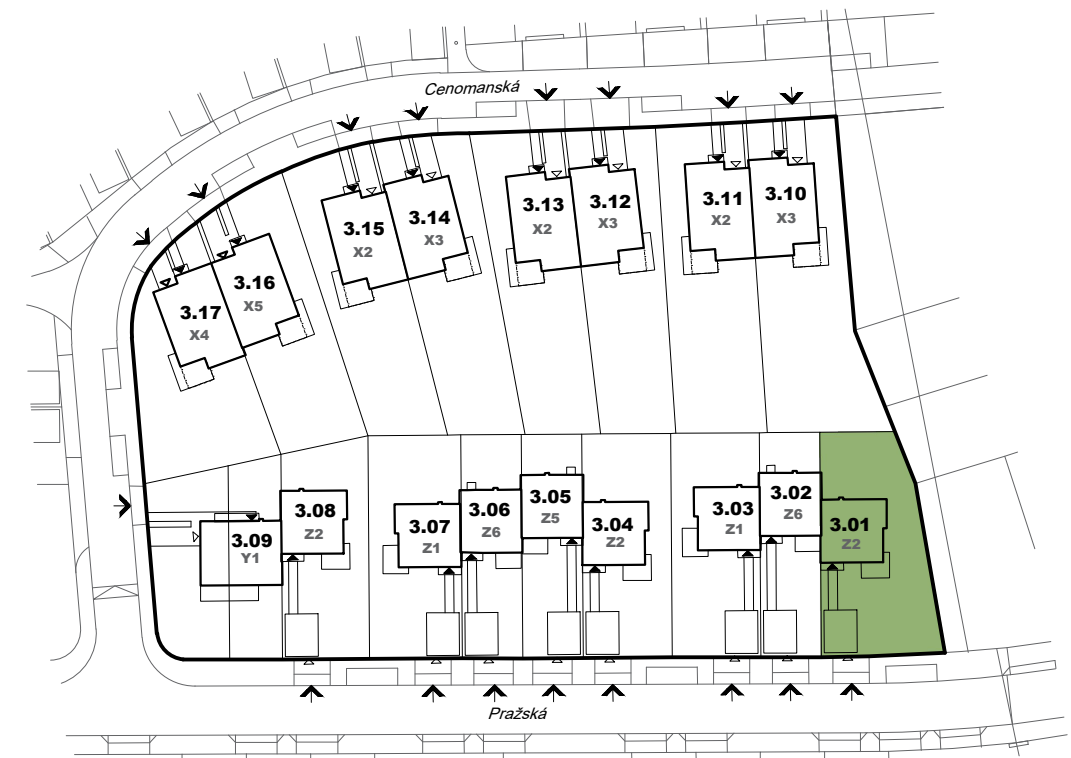 Cenomanská
3.17
X4
3.16
X5
3.15
X2
3.14
X3
3.13
X2
3.12
X3
3.11
X2
3.10
X3
3.09
Y1
3.08
Z2
3.07
Z1
3.06
Z6
3.05
Z5
3.04
Z2
3.03
Z1
3.02
Z6
3.01
Z2
Pražská